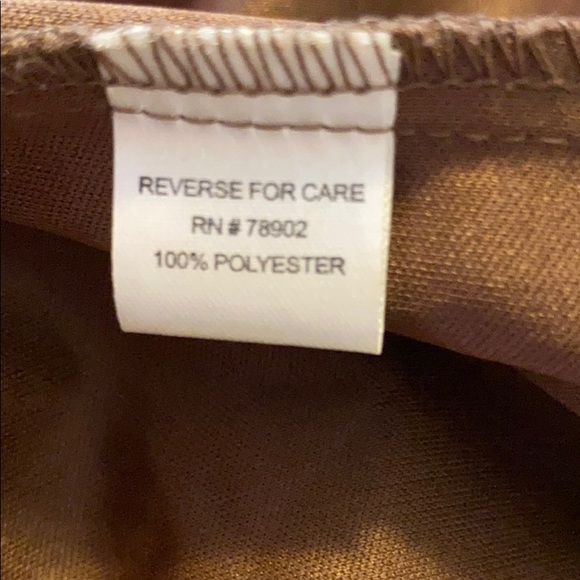 REVERSE FOR CARE
RN # 78902
100% POLYESTER